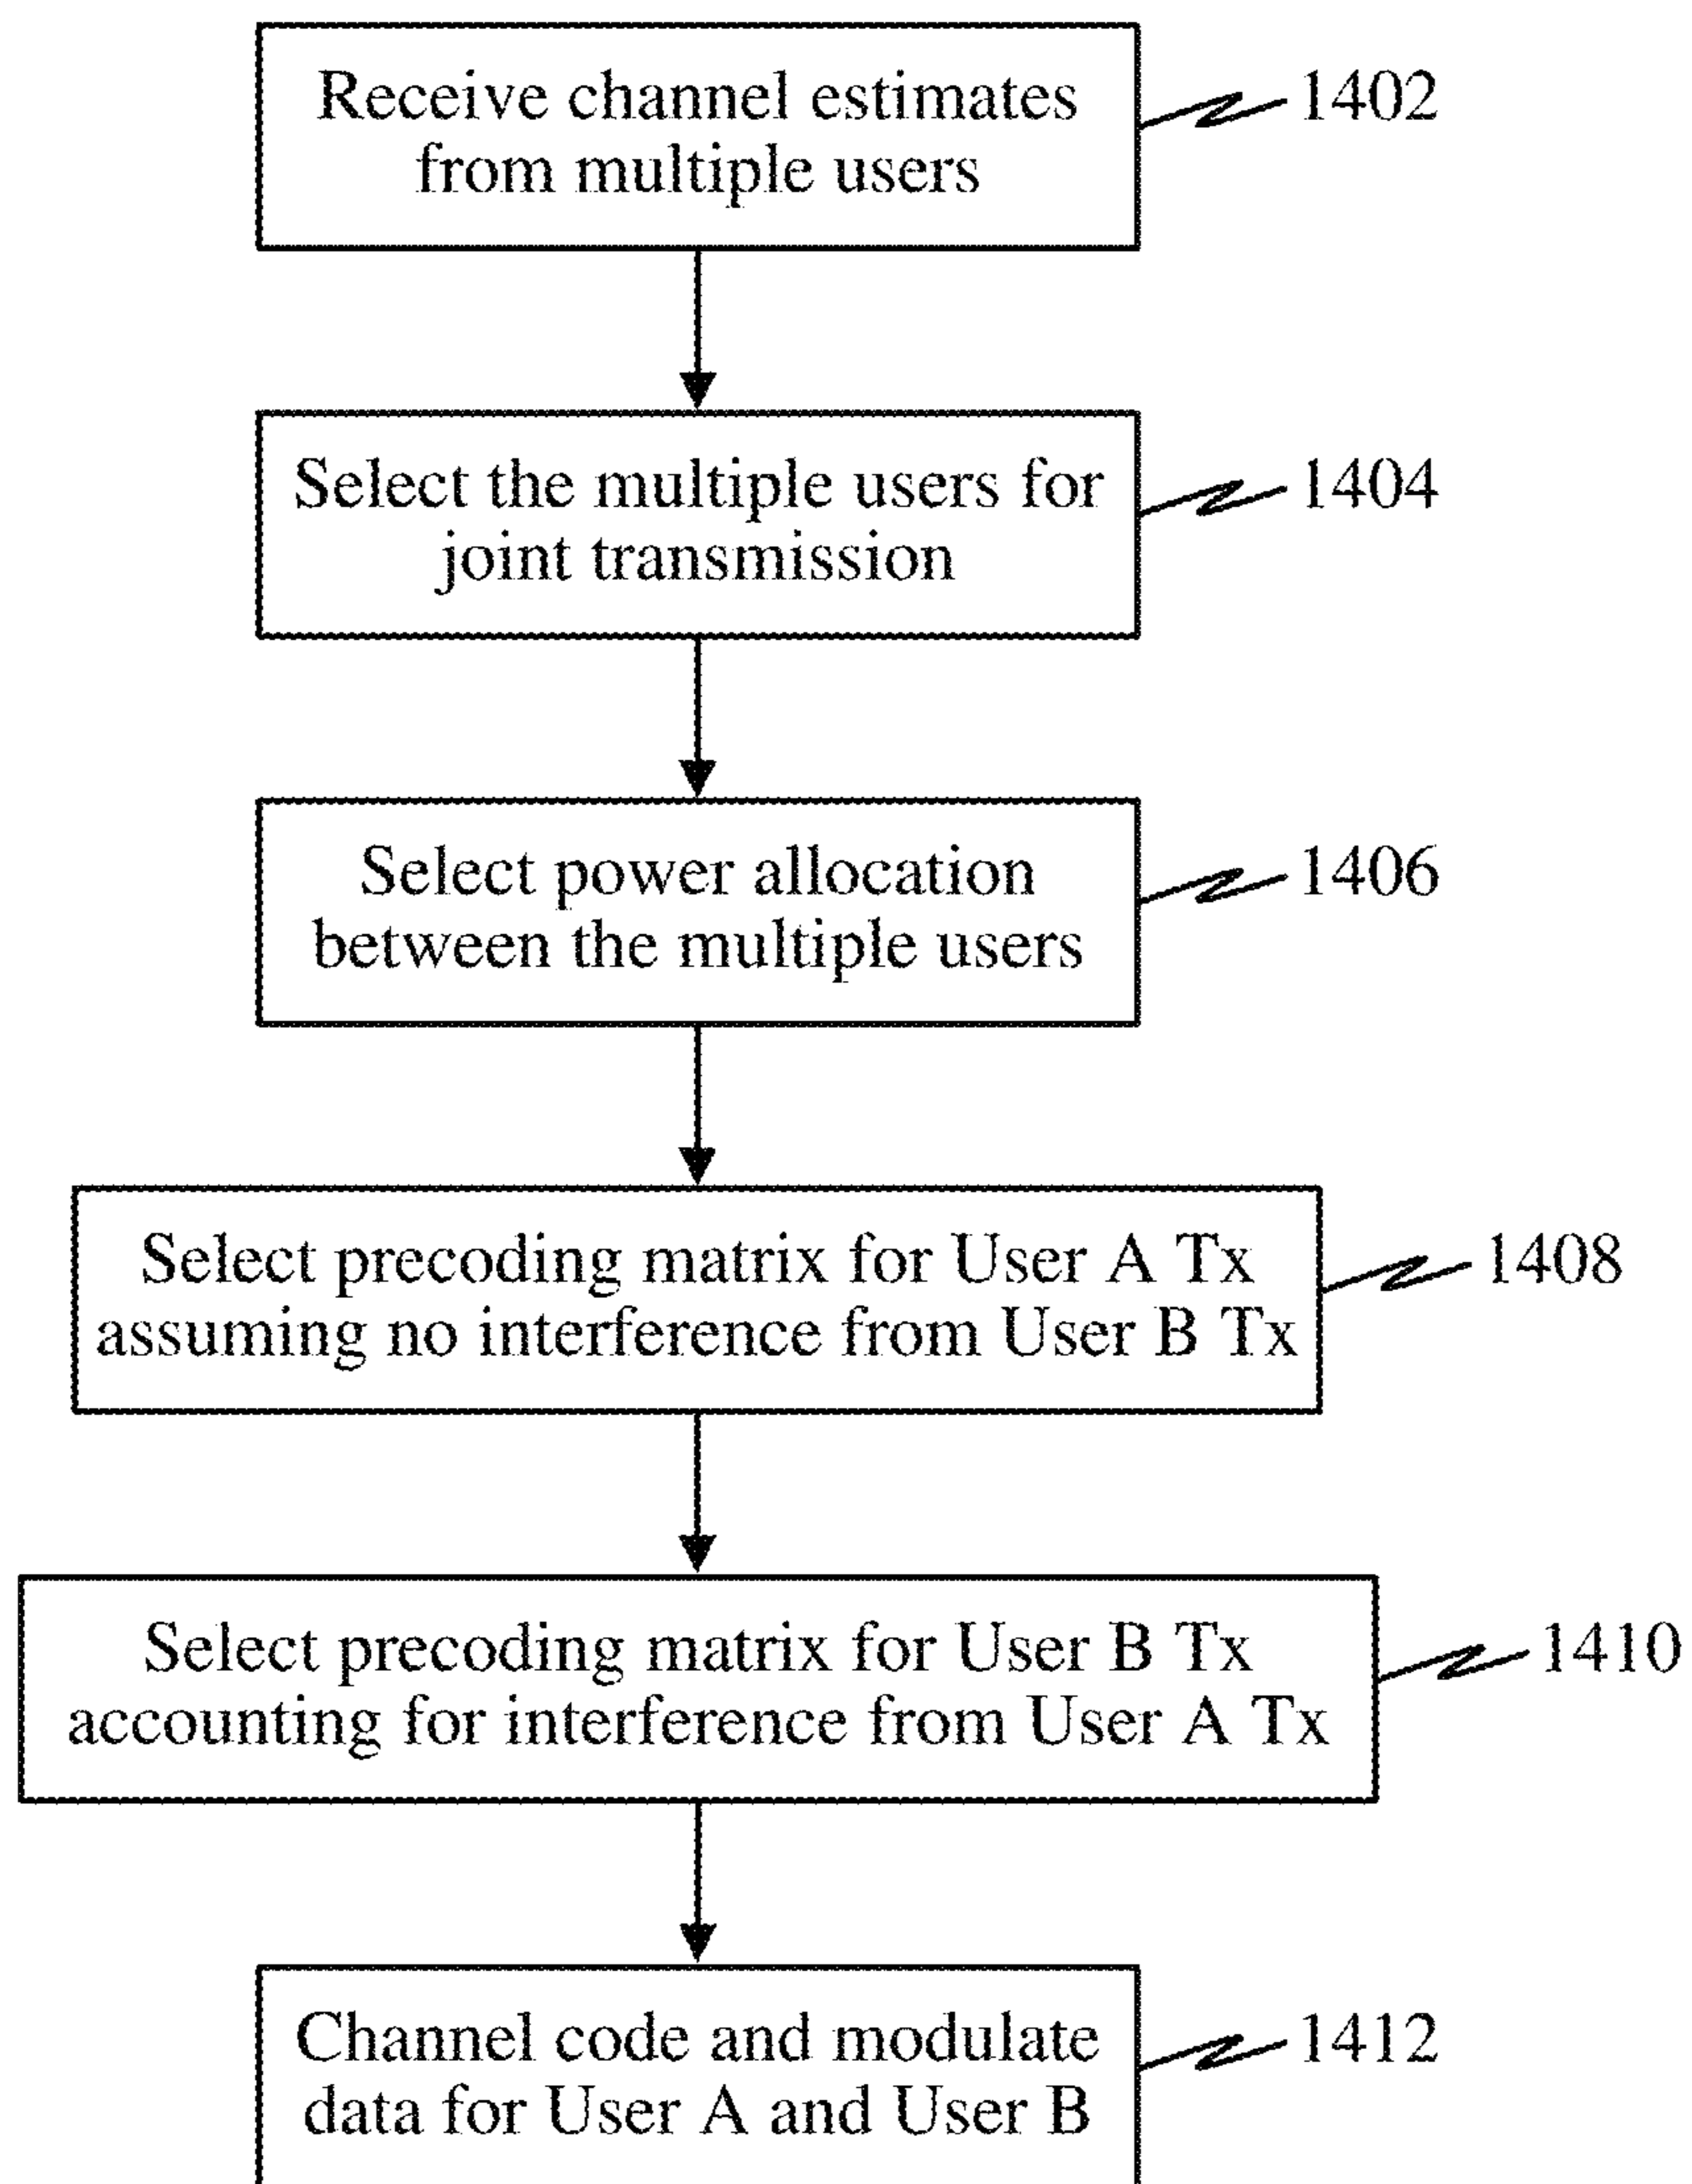 Receive channel estimates
from multiple users
1402
Select the multiple users for
joint transmission
1404
Select power allocation
between the multiple users
1406
Select precoding matrix for User A Tx
assuming no interference from User B Tx
1408
Select precoding matrix for User B Tx
accounting for interference from User A Tx
1410
Channel code and modulate
data for User A and User B
1412